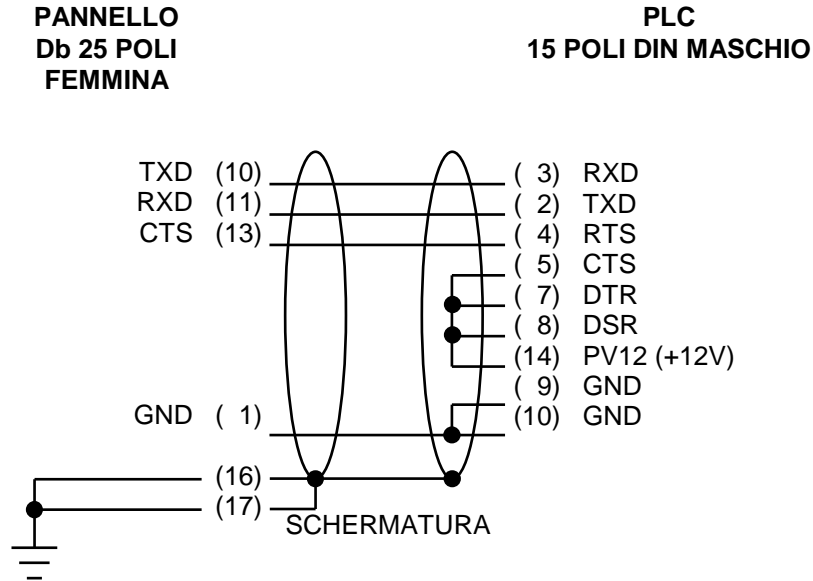 PANNELLO
Db 25 POLI
FEMMINA
PLC
15 POLI DIN MASCHIO
TXD (10) ( 3) RXD
RXD (11) ( 2) TXD
CTS (13) ( 4) RTS
( 5) CTS
( 7) DTR
( 8) DSR
(14) PV12 (+12V)
( 9) GND
GND ( 1) (10) GND
(16)
(17)
SCHERMATURA